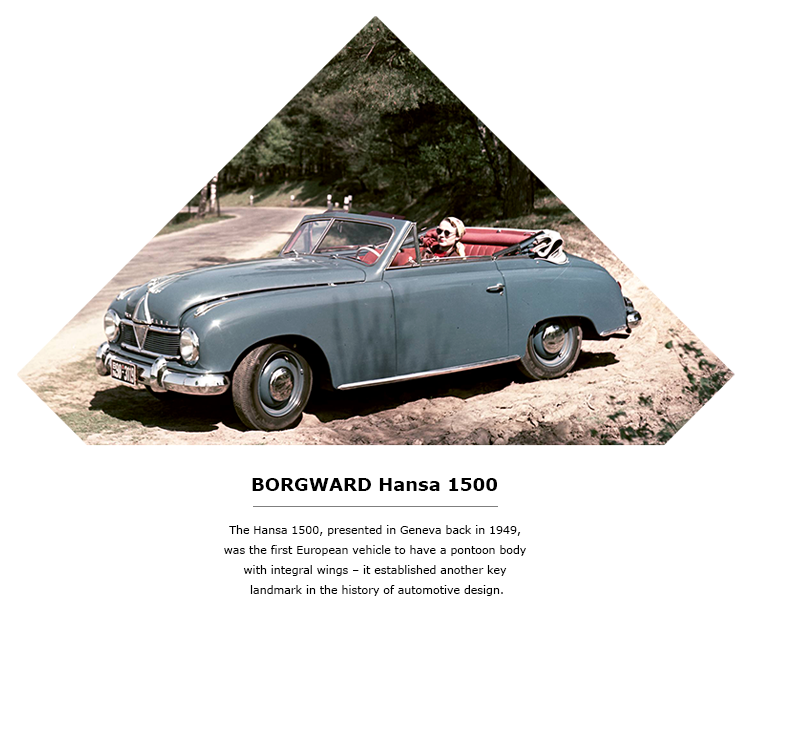 BORGWARD Hansa 1500
The Hansa 1500, presented in Geneva back in 1949,
was the first European vehicle to have a pontoon body
with integral wings – it established another key
landmark in the history of automotive design.